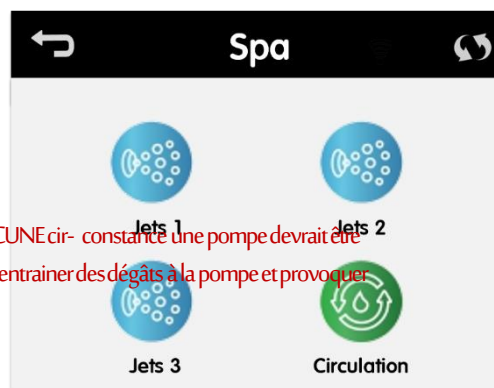 Spa
Jets 1
Jets 2
CUNE cir- constance une pompe devrait être
entrainer des dégâts à la pompe et provoquer
Jets 3
Circulation